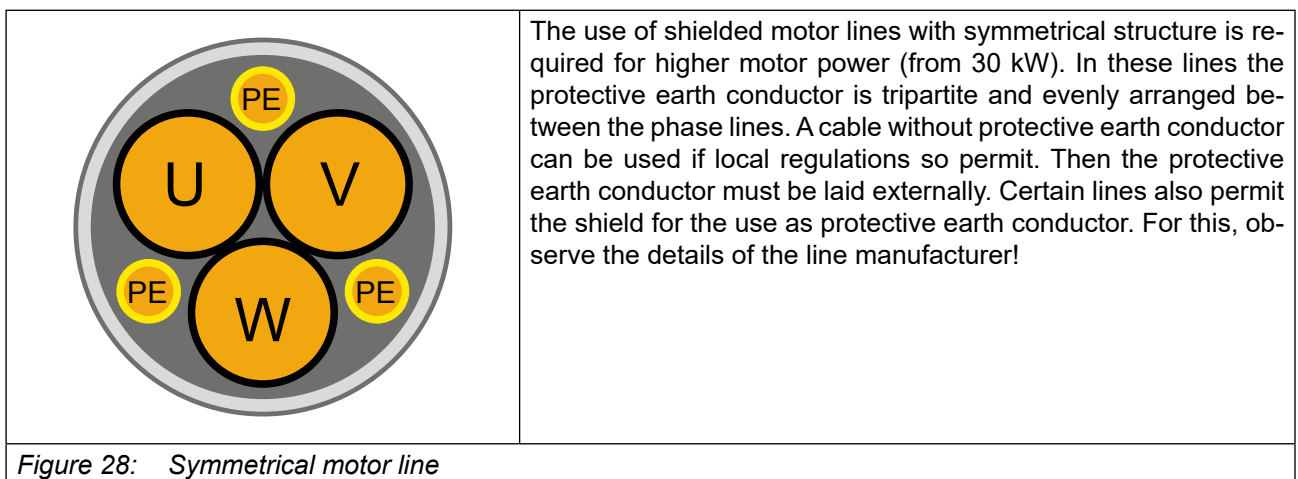 PE
U V
PE PE
W
The use of shielded motor lines with symmetrical structure is re-
quired for higher motor power (from 30 kW). In these lines the
protective earth conductor is tripartite and evenly arranged be-
tween the phase lines. A cable without protective earth conductor
can be used if local regulations so permit. Then the protective
earth conductor must be laid externally. Certain lines also permit
the shield for the use as protective earth conductor. For this, ob-
serve the details of the line manufacturer!
Figure 28: Symmetrical motor line